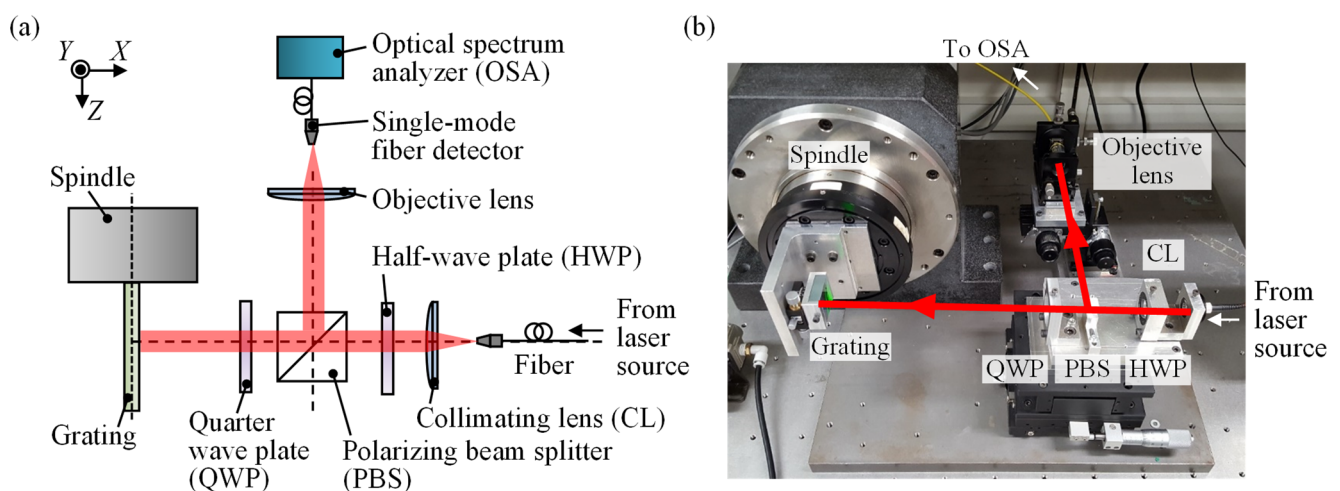 (a)
Y
X
Z
Optical spectrum
analyzer (OSA)
Single-mode
fiber detector
Spindle
Objective lens
Half-wave plate (HWP)
From
laser
source
Fiber
Grating
Quarter
wave plate
(QWP)
Collimating lens (CL)
Polarizing beam splitter
(PBS)
(b)
To OSA
Spindle
Objective
lens
CL
From
laser
source
Grating
QWP
PBS
HWP